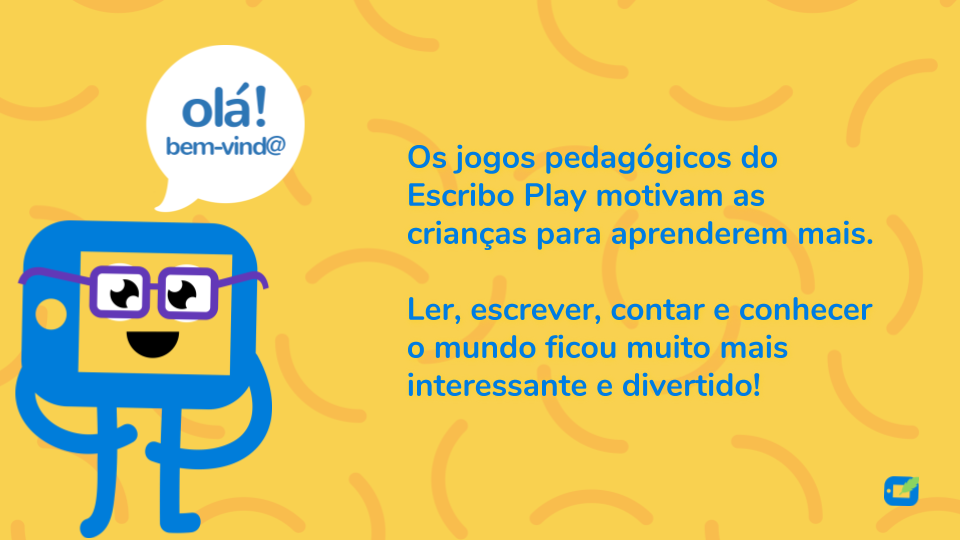 olá!
bem-vind@
Os jogos pedagógicos do
Escribo Play motivam as
crianças para aprenderem mais.
Ler, escrever, contar e conhecer
o mundo ficou muito mais
interessante e divertido!